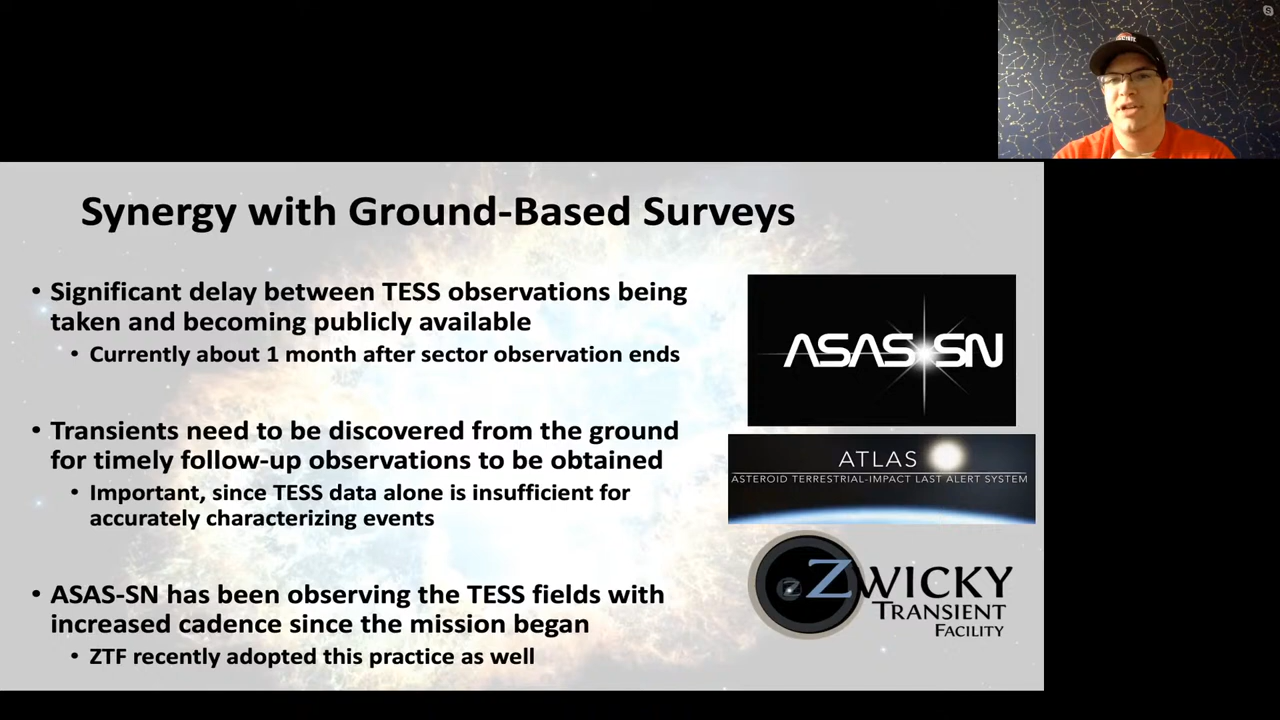 Synergy with Ground-Based Surveys
• Significant delay between TESS observations being
taken and becoming publicly available
• Currently about 1 month after sector observation ends
• Transients need to be discovered from the ground
for timely follow-up observations to be obtained
• Important, since TESS data alone is insufficient for
accurately characterizing events
• ASAS-SN has been observing the TESS fields with
increased cadence since the mission began
• ZTF recently adopted this practice as well
ASAS-SN
ATLAS
ASTEROID TERRESTRIAL-IMPACT LAST ALERT SYSTEM
ZWICKY
TRANSIENT
FACILITY